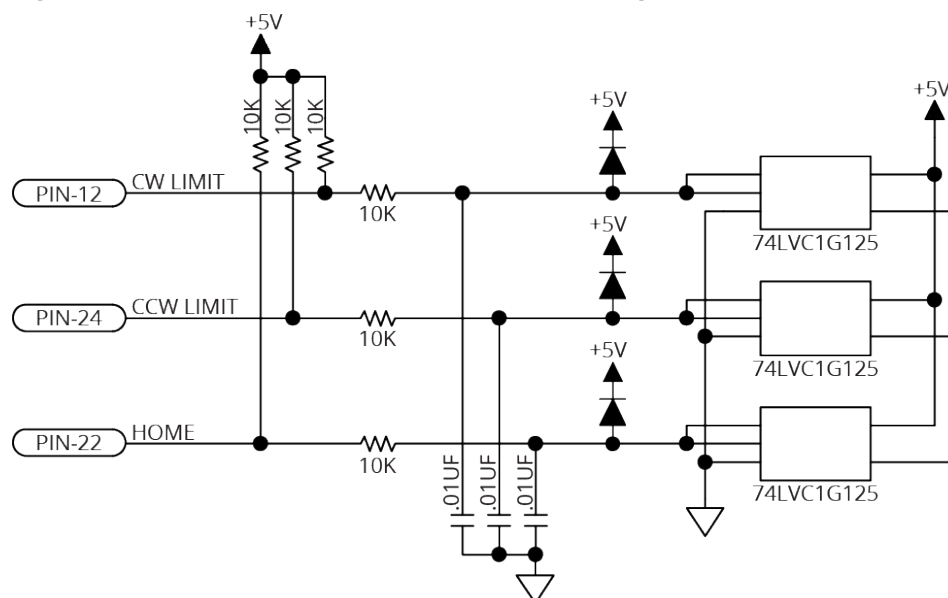 +5V
10K
10K
10K
+5V
+5V
PIN-12
CW LIMIT
10K
74LVC1G125
+5V
PIN-24
CCW LIMIT
10K
74LVC1G125
+5V
PIN-22
HOME
10K
.01UF
.01UF
.01UF
74LVC1G125